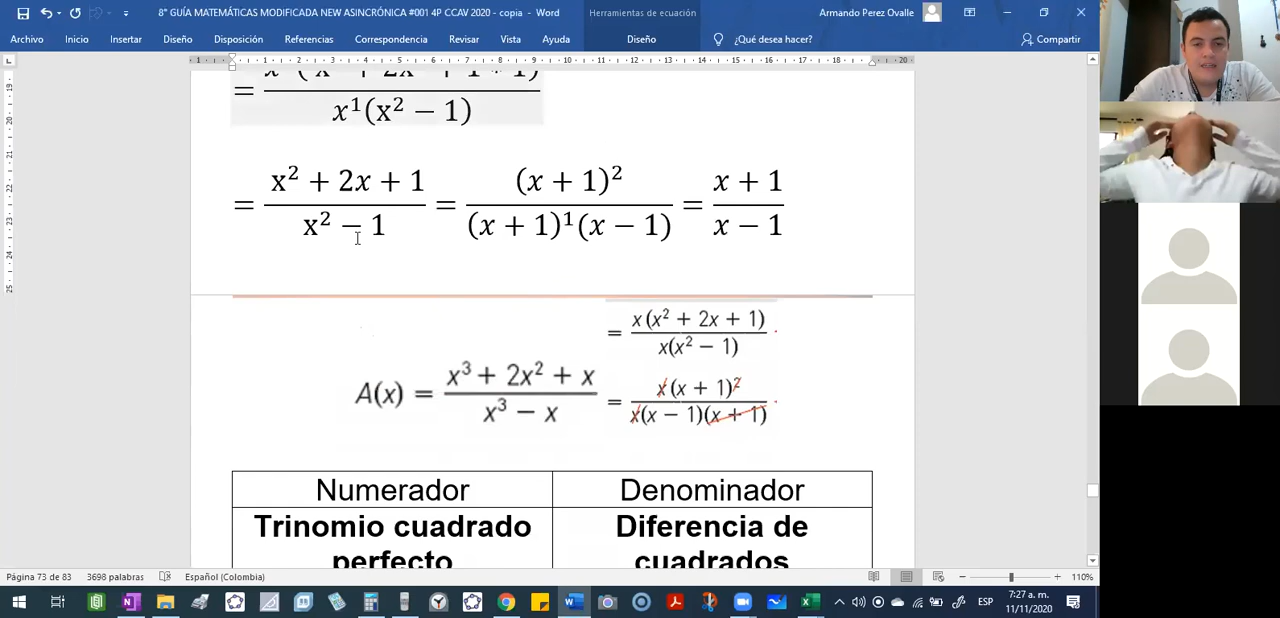 8° GUÍA MATEMÁTICAS MODIFICADA NEW ASINCRÓNICA #001 4P CCAV 2020 - copia - Word
Herramientas de ecuación
Armando Perez Ovalle
Archivo Inicio Insertar Diseño Disposición Referencias Correspondencia Revisar Vista Ayuda Diseño ¿Qué desea hacer? Compartir
= x¹(x² − 1)
= (x² + 2x + 1)/(x² − 1) = (x + 1)²/((x + 1)¹(x − 1)) = (x + 1)/(x − 1)
= x(x² + 2x + 1)/(x(x² − 1))
A(x) = (x³ + 2x² + x)/(x³ − x) = x(x + 1)²/(x(x − 1)(x + 1))
Numerador Denominador
Trinomio cuadrado perfecto
Diferencia de cuadrados
Página 73 de 83 3698 palabras Español (Colombia) 110%
ESP 7:27 a. m.
11/11/2020